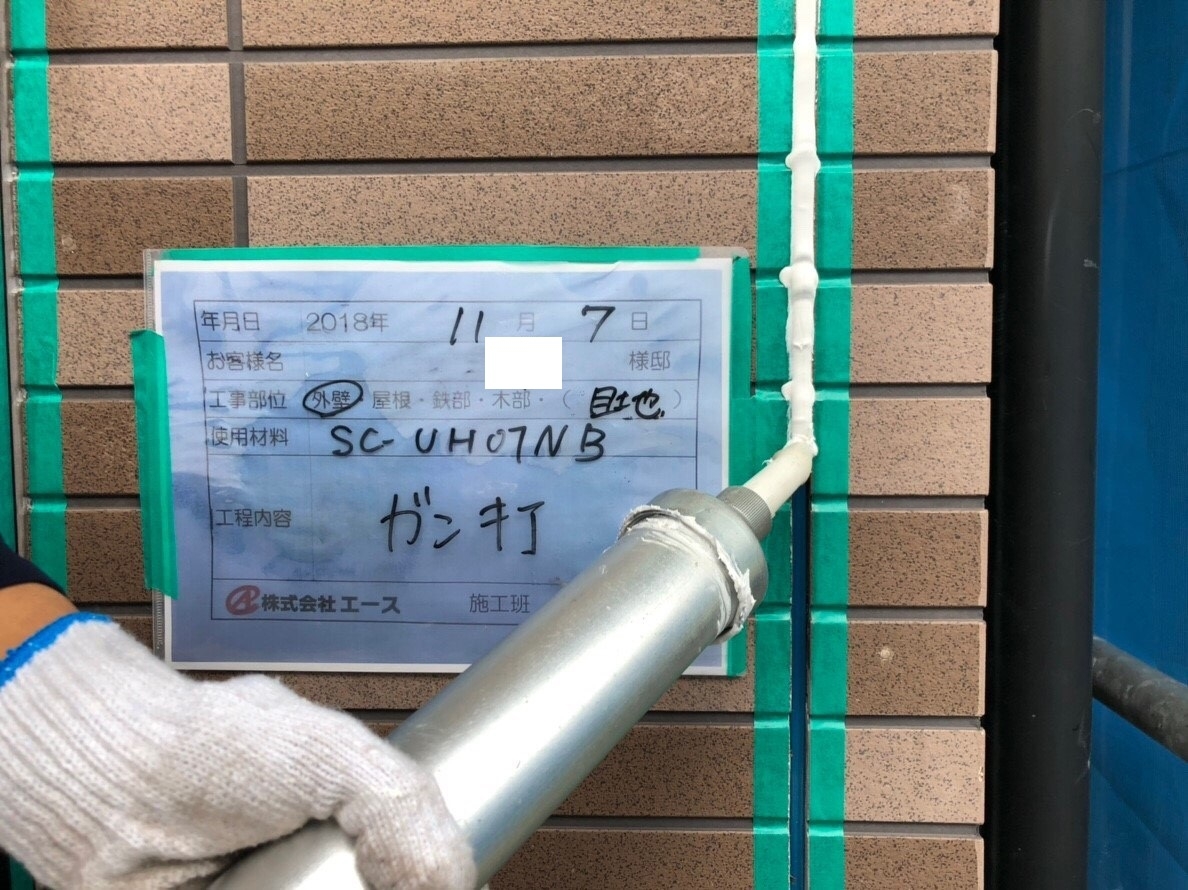 年月日 2018年 11月 7日
お客様名 様邸
工事部位 外壁・屋根・鉄部・木部・（目地）
使用材料 SC-UH07NB
工程内容 ガン打
株式会社エース 施工班